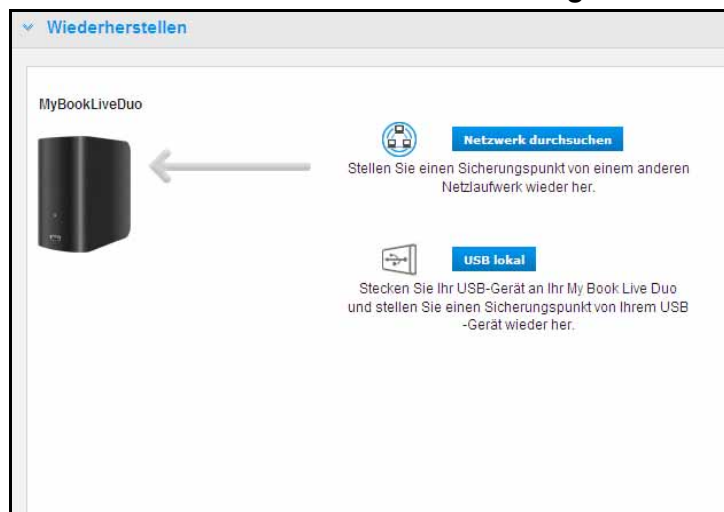 Wiederherstellen
MyBookLiveDuo
Netzwerk durchsuchen
Stellen Sie einen Sicherungspunkt von einem anderen
Netzlaufwerk wieder her.
USB lokal
Stecken Sie Ihr USB-Gerät an Ihr My Book Live Duo
und stellen Sie einen Sicherungspunkt von Ihrem USB
-Gerät wieder her.